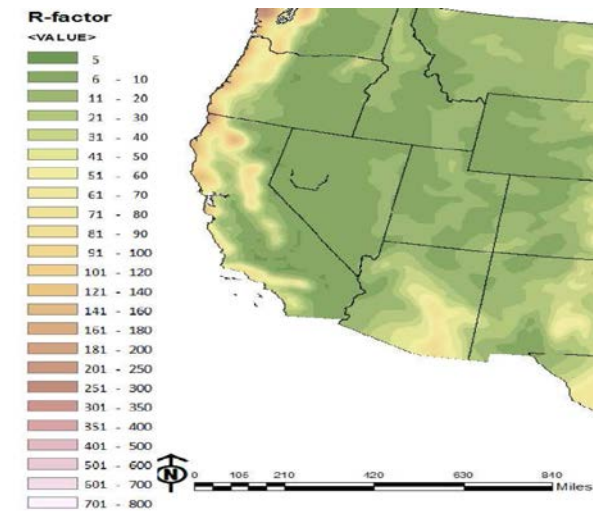 R-factor
<VALUE>
5
6 - 10
11 - 20
21 - 30
31 - 40
41 - 50
51 - 60
61 - 70
71 - 80
81 - 90
91 - 100
101 - 120
121 - 140
141 - 160
161 - 180
181 - 200
201 - 250
251 - 300
301 - 350
351 - 400
401 - 500
501 - 600
601 - 700
701 - 800
N
0 106 210 420 630 840
Miles